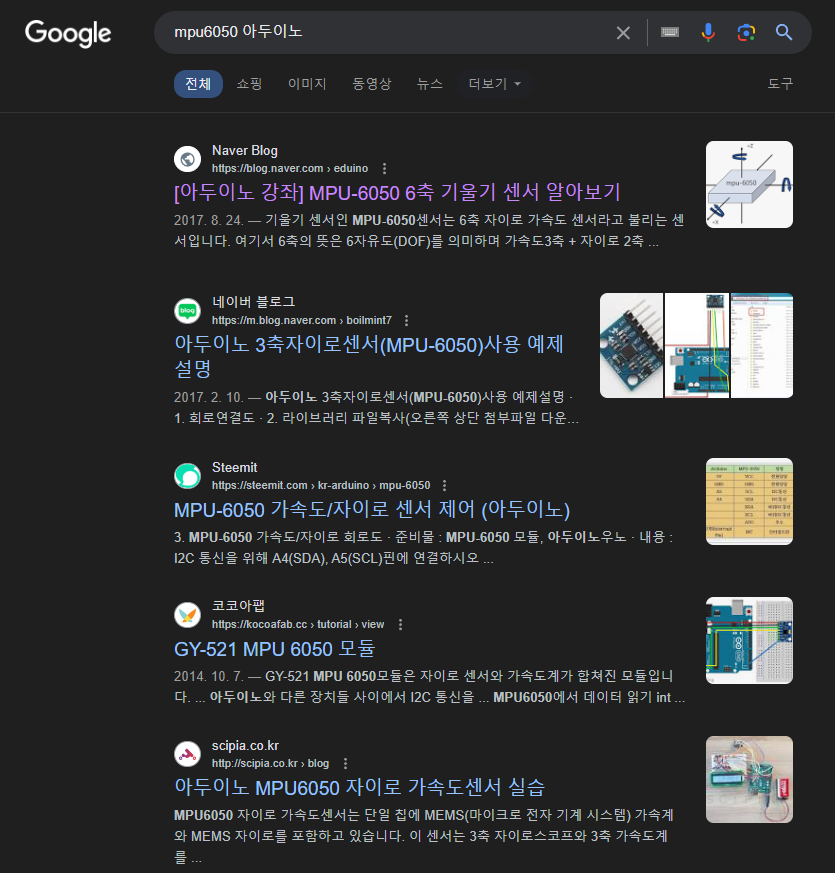 Google
mpu6050 아두이노
전체 쇼핑 이미지 동영상 뉴스 더보기 도구
Naver Blog
https://blog.naver.com › eduino
[아두이노 강좌] MPU-6050 6축 기울기 센서 알아보기
2017. 8. 24. — 기울기 센서인 MPU-6050센서는 6축 자이로 가속도 센서라고 불리는 센
서입니다. 여기서 6축의 뜻은 6자유도(DOF)를 의미하며 가속도3축 + 자이로 2축 ...
mpu-6050
네이버 블로그
https://m.blog.naver.com › boilmint7
아두이노 3축자이로센서(MPU-6050)사용 예제
설명
2017. 2. 10. — 아두이노 3축자이로센서(MPU-6050)사용 예제설명 ·
1. 회로연결도 · 2. 라이브러리 파일복사(오른쪽 상단 첨부파일 다운...
blog
Steemit
https://steemit.com › kr-arduino › mpu-6050
MPU-6050 가속도/자이로 센서 제어 (아두이노)
3. MPU-6050 가속도/자이로 회로도 · 준비물 : MPU-6050 모듈, 아두이노우노 · 내용 :
I2C 통신을 위해 A4(SDA), A5(SCL)핀에 연결하시오 ...
코코아팹
https://kocoafab.cc › tutorial › view
GY-521 MPU 6050 모듈
2014. 10. 7. — GY-521 MPU 6050모듈은 자이로 센서와 가속도계가 합쳐진 모듈입니
다. ... 아두이노와 다른 장치들 사이에서 I2C 통신을 ... MPU6050에서 데이터 읽기 int ...
scipia.co.kr
http://scipia.co.kr › blog
아두이노 MPU6050 자이로 가속도센서 실습
MPU6050 자이로 가속도센서는 단일 칩에 MEMS(마이크로 전자 기계 시스템) 가속계
와 MEMS 자이로를 포함하고 있습니다. 이 센서는 3축 자이로스코프와 3축 가속도계
를 ...